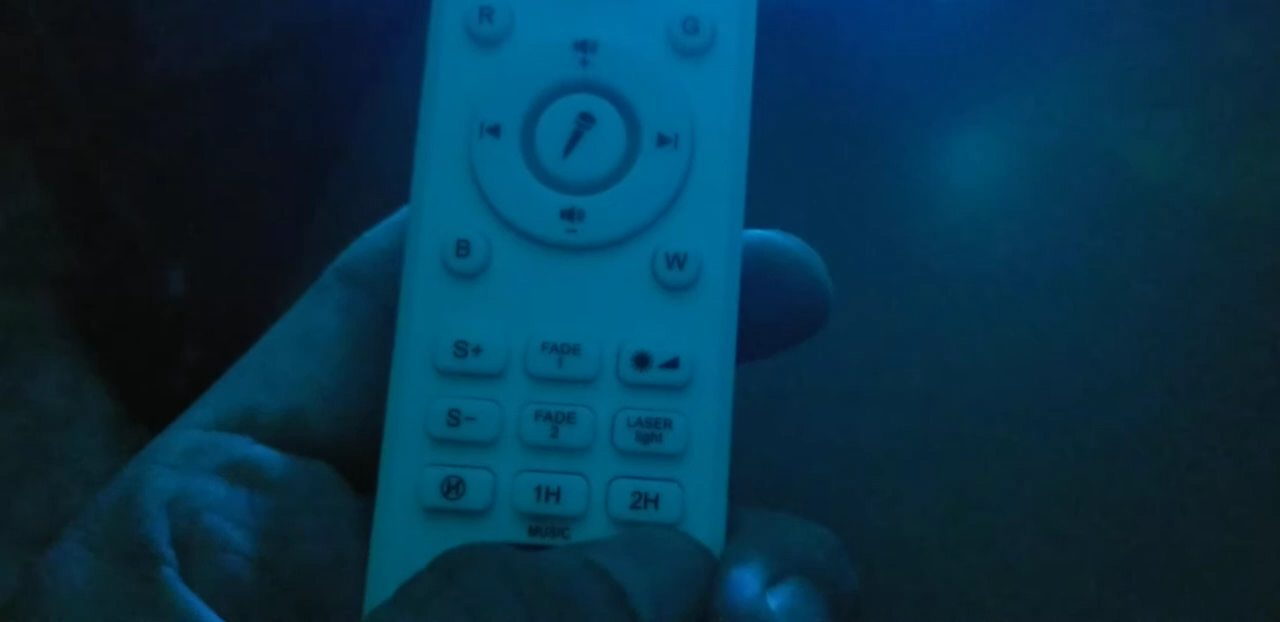 R G
+
−
B W
S+ FADE 1
S− FADE 2 LASER light
H 1H 2H
MUSIC